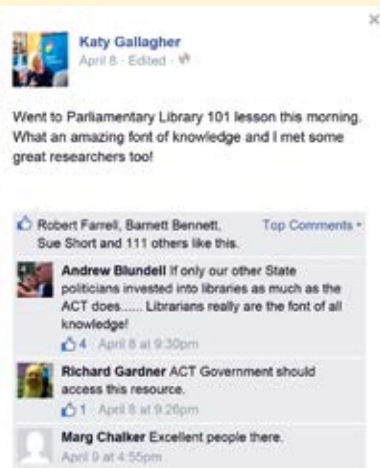 Katy Gallagher
April 8 · Edited ·
Went to Parliamentary Library 101 lesson this morning.
What an amazing font of knowledge and I met some
great researchers too!
Robert Farrell, Barnett Bennett,
Sue Short and 111 others like this.
Top Comments
Andrew Blundell If only our other State
politicians invested into libraries as much as the
ACT does...... Librarians really are the font of all
knowledge!
4 · April 8 at 9:30pm
Richard Gardner ACT Government should
access this resource.
1 · April 8 at 9:26pm
Marg Chalker Excellent people there.
April 9 at 4:55pm